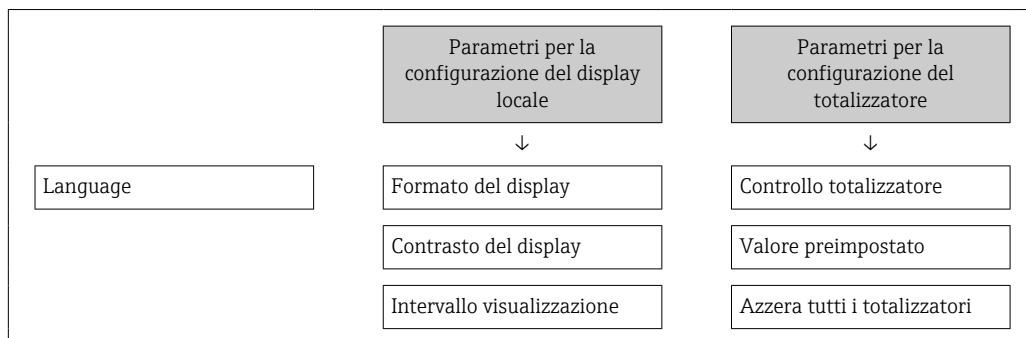 Parametri per la
configurazione del display
locale
Parametri per la
configurazione del
totalizzatore
↓
↓
Language
Formato del display
Controllo totalizzatore
Contrasto del display
Valore preimpostato
Intervallo visualizzazione
Azzera tutti i totalizzatori